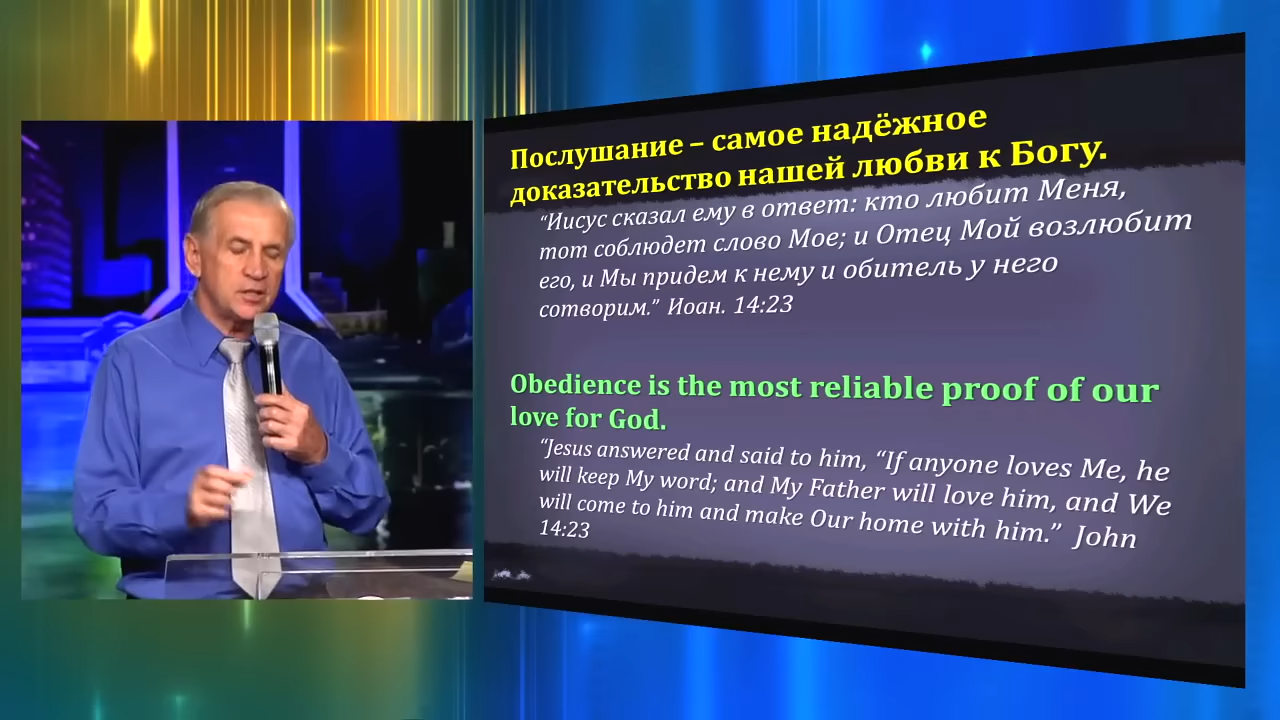 Послушание – самое надёжное
доказательство нашей любви к Богу.
“Иисус сказал ему в ответ: кто любит Меня,
тот соблюдет слово Мое; и Отец Мой возлюбит
его, и Мы придем к нему и обитель у него
сотворим.” Иоан. 14:23
Obedience is the most reliable proof of our
love for God.
“Jesus answered and said to him, “If anyone loves Me, he
will keep My word; and My Father will love him, and We
will come to him and make Our home with him.” John
14:23